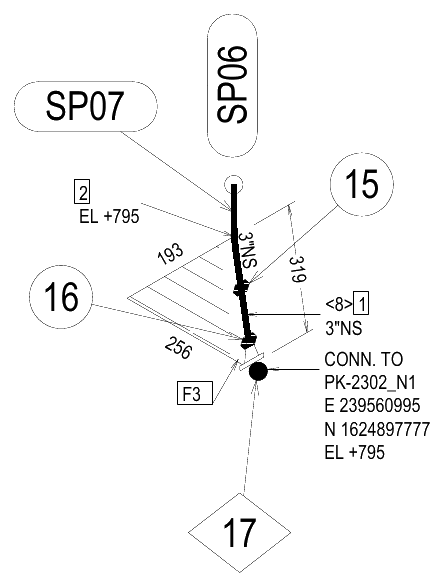 SP06
SP07
15
2
EL +795
3"NS
193
319
16
<8> 1
3"NS
256
CONN. TO
PK-2302_N1
E 239560995
N 1624897777
EL +795
F3
17